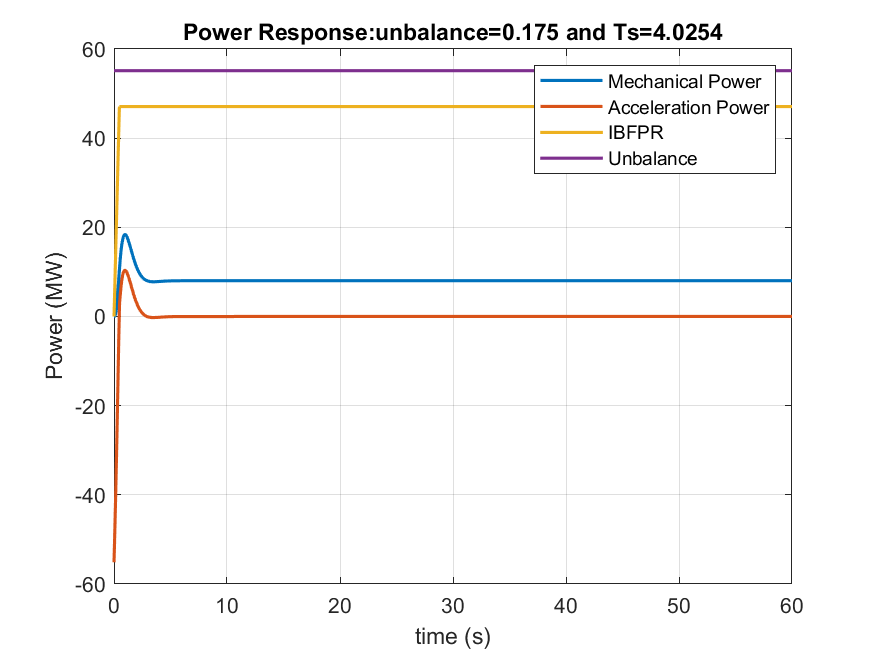 Power Response:unbalance=0.175 and Ts=4.0254
60
40
20
0
-20
-40
-60
Power (MW)
Mechanical Power
Acceleration Power
IBFPR
Unbalance
0 10 20 30 40 50 60
time (s)